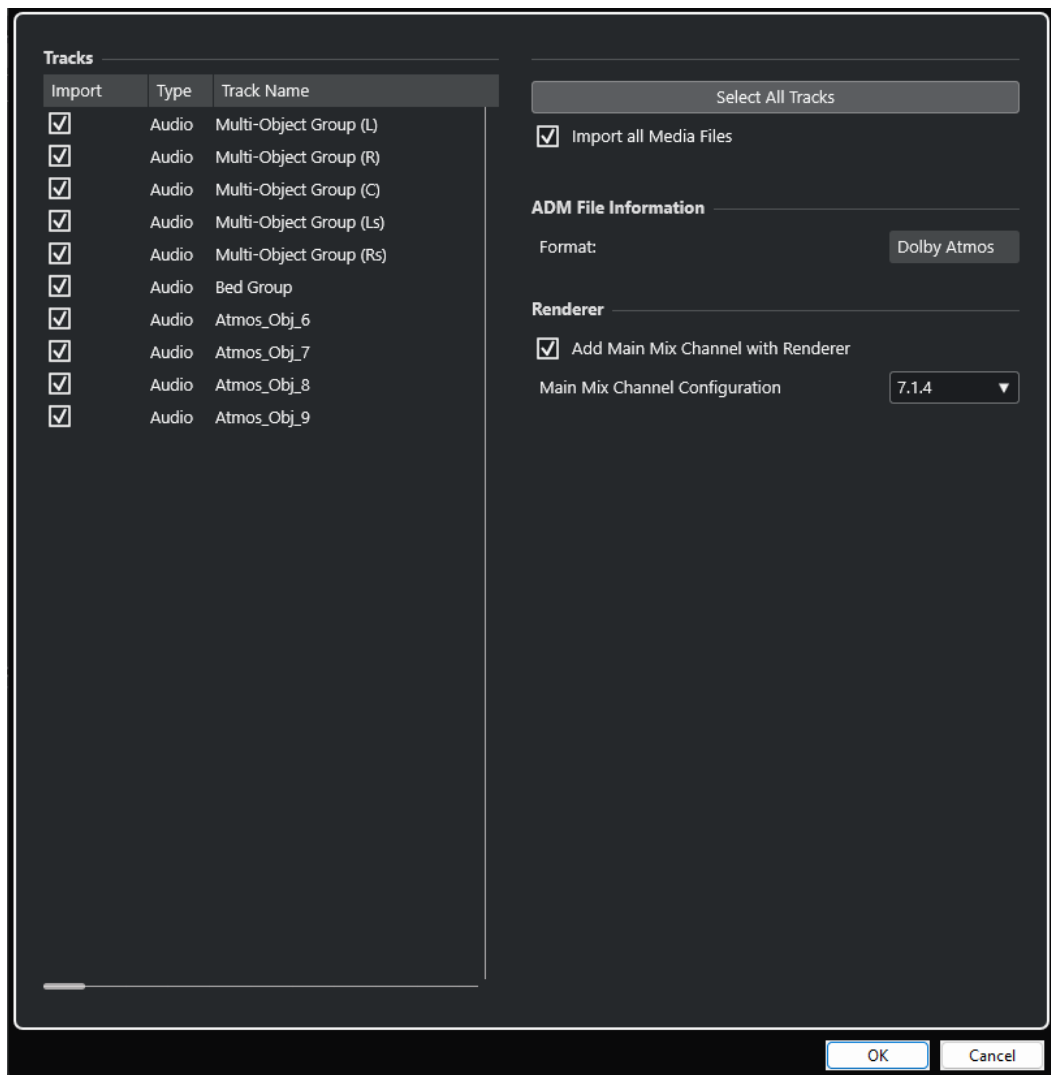 Tracks
Import Type Track Name
Audio Multi-Object Group (L)
Audio Multi-Object Group (R)
Audio Multi-Object Group (C)
Audio Multi-Object Group (Ls)
Audio Multi-Object Group (Rs)
Audio Bed Group
Audio Atmos_Obj_6
Audio Atmos_Obj_7
Audio Atmos_Obj_8
Audio Atmos_Obj_9
Select All Tracks
Import all Media Files
ADM File Information
Format: Dolby Atmos
Renderer
Add Main Mix Channel with Renderer
Main Mix Channel Configuration 7.1.4
OK Cancel